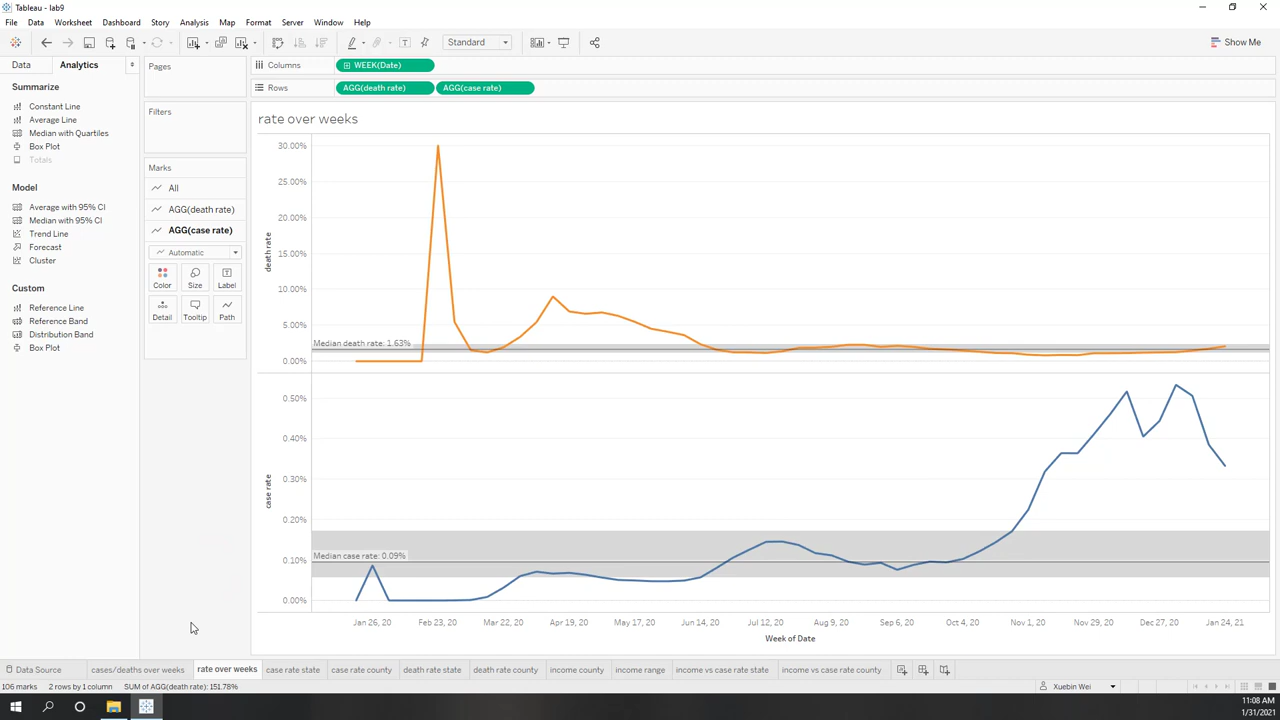 Tableau - lab9
File Data Worksheet Dashboard Story Analysis Map Format Server Window Help
Standard
Show Me
Data Analytics
Summarize
Constant Line
Average Line
Median with Quartiles
Box Plot
Totals
Model
Average with 95% CI
Median with 95% CI
Trend Line
Forecast
Cluster
Custom
Reference Line
Reference Band
Distribution Band
Box Plot
Pages
Filters
Marks
All
AGG(death rate)
AGG(case rate)
Automatic
Color Size Label
Detail Tooltip Path
Columns WEEK(Date)
Rows AGG(death rate) AGG(case rate)
rate over weeks
30.00%
25.00%
20.00%
15.00%
10.00%
5.00%
0.00%
death rate
Median death rate: 1.63%
0.50%
0.40%
0.30%
0.20%
0.10%
0.00%
case rate
Median case rate: 0.09%
Jan 26, 20 Feb 23, 20 Mar 22, 20 Apr 19, 20 May 17, 20 Jun 14, 20 Jul 12, 20 Aug 9, 20 Sep 6, 20 Oct 4, 20 Nov 1, 20 Nov 29, 20 Dec 27, 20 Jan 24, 21
Week of Date
Data Source cases/deaths over weeks rate over weeks case rate state case rate county death rate state death rate county income county income range income vs case rate state income vs case rate county
106 marks 2 rows by 1 column SUM of AGG(death rate): 151.78%
Xuebin Wei
11:08 AM
1/31/2021